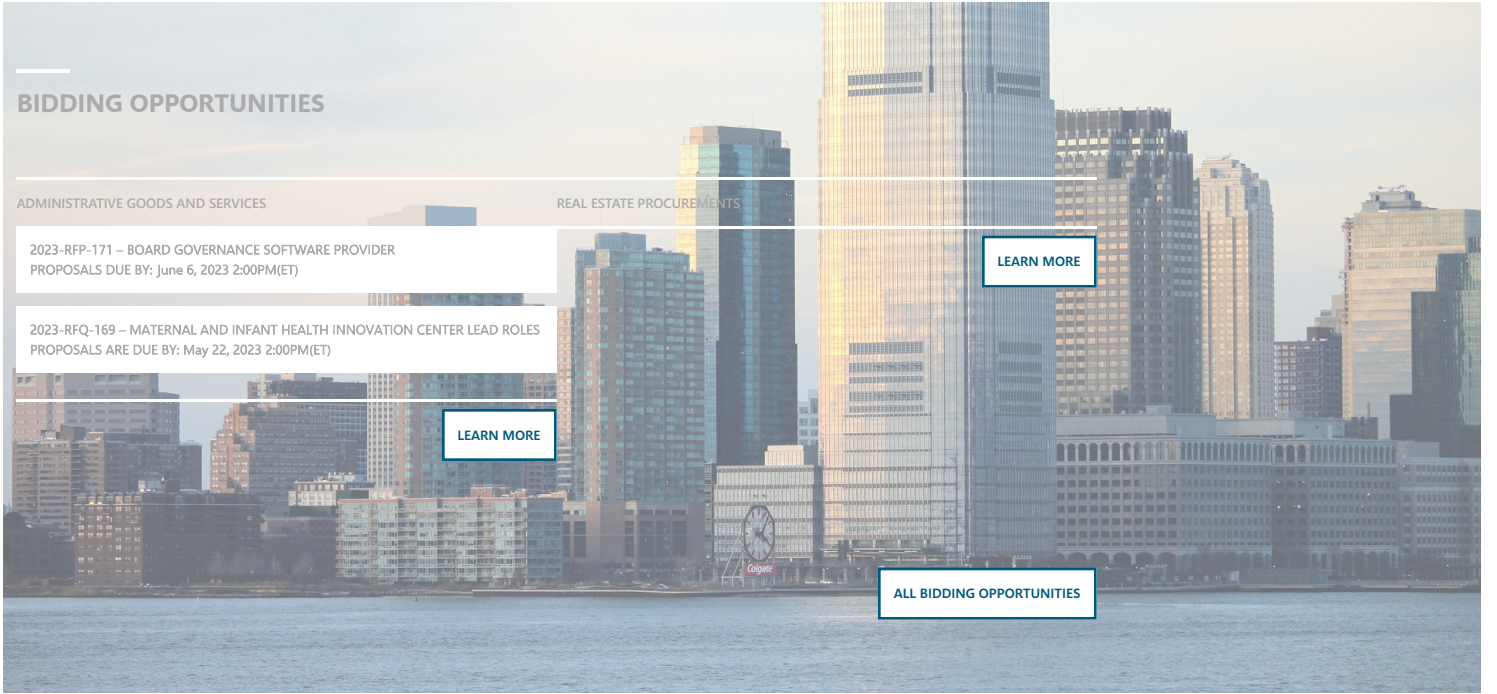 BIDDING OPPORTUNITIES
ADMINISTRATIVE GOODS AND SERVICES
2023-RFP-171 – BOARD GOVERNANCE SOFTWARE PROVIDER
PROPOSALS DUE BY: June 6, 2023 2:00PM(ET)
2023-RFQ-169 – MATERNAL AND INFANT HEALTH INNOVATION CENTER LEAD ROLES
PROPOSALS ARE DUE BY: May 22, 2023 2:00PM(ET)
LEARN MORE
REAL ESTATE PROCUREMENTS
LEARN MORE
Colgate
ALL BIDDING OPPORTUNITIES